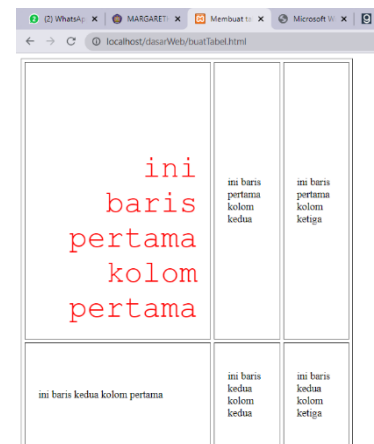 (2) WhatsAp
MARGARETH
Membuat ta
Microsoft W
localhost/dasarWeb/buatTabel.html
ini
baris
pertama
kolom
pertama
ini baris
pertama
kolom
kedua
ini baris
pertama
kolom
ketiga
ini baris kedua kolom pertama
ini baris
kedua
kolom
kedua
ini baris
kedua
kolom
ketiga